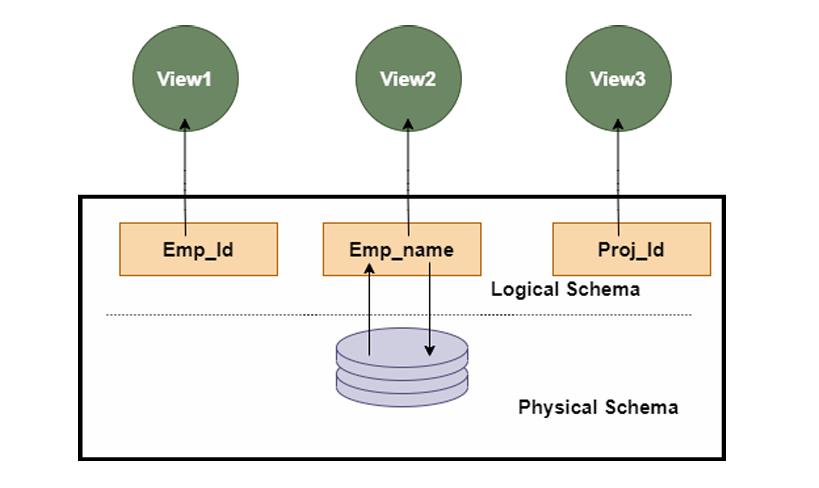 View1
View2
View3
Emp_Id
Emp_name
Proj_Id
Logical Schema
Physical Schema